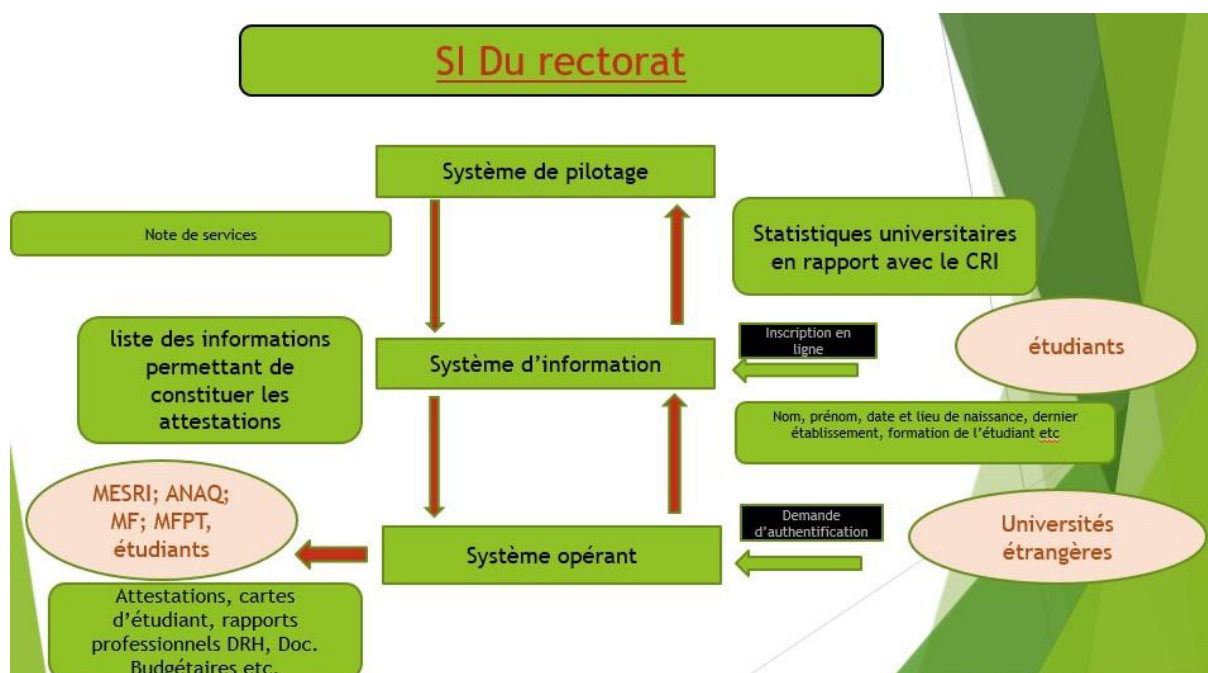 SI Du rectorat
Système de pilotage
Note de services
Statistiques universitaires
en rapport avec le CRI
liste des informations
permettant de
constituer les
attestations
Système d'information
Inscription en
ligne
étudiants
Nom, prénom, date et lieu de naissance, dernier
établissement, formation de l'étudiant etc
MESRI; ANAQ;
MF; MFPT,
étudiants
Système opérant
Demande
d'authentification
Universités
étrangères
Attestations, cartes
d'étudiant, rapports
professionnels DRH, Doc.
Budgétaires etc.